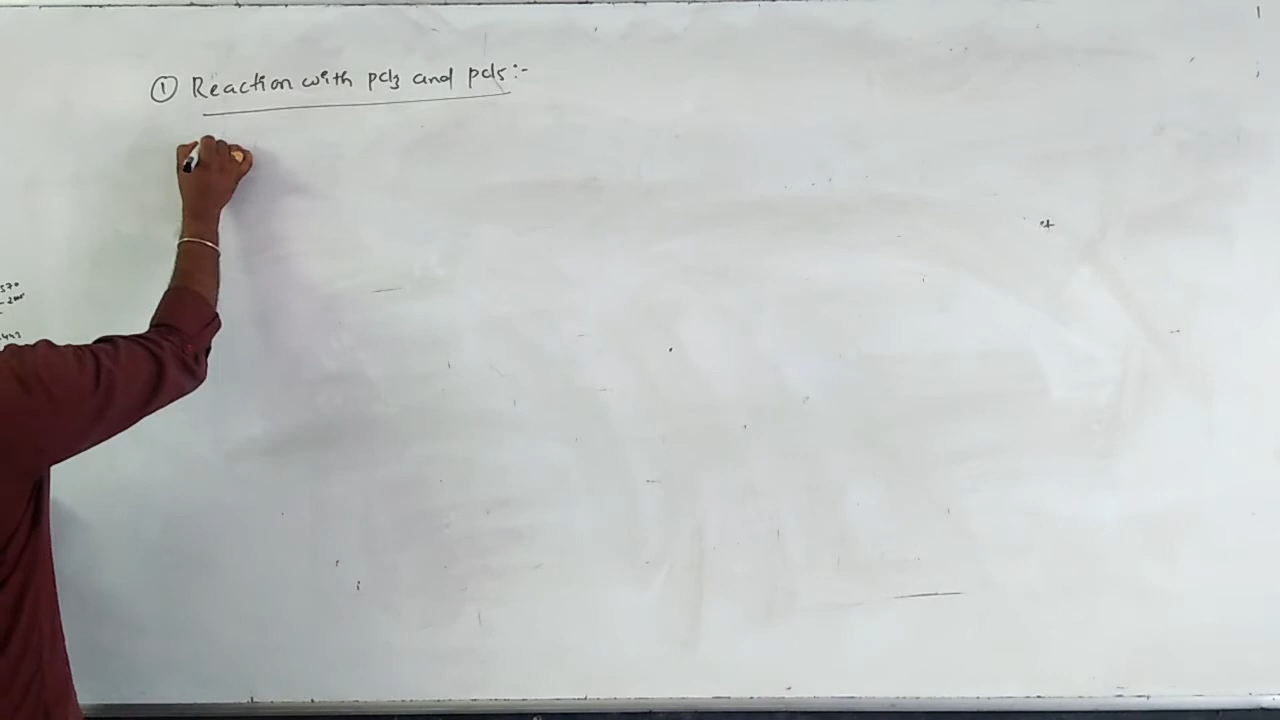 ① Reaction with pcl3 and pcl5:-